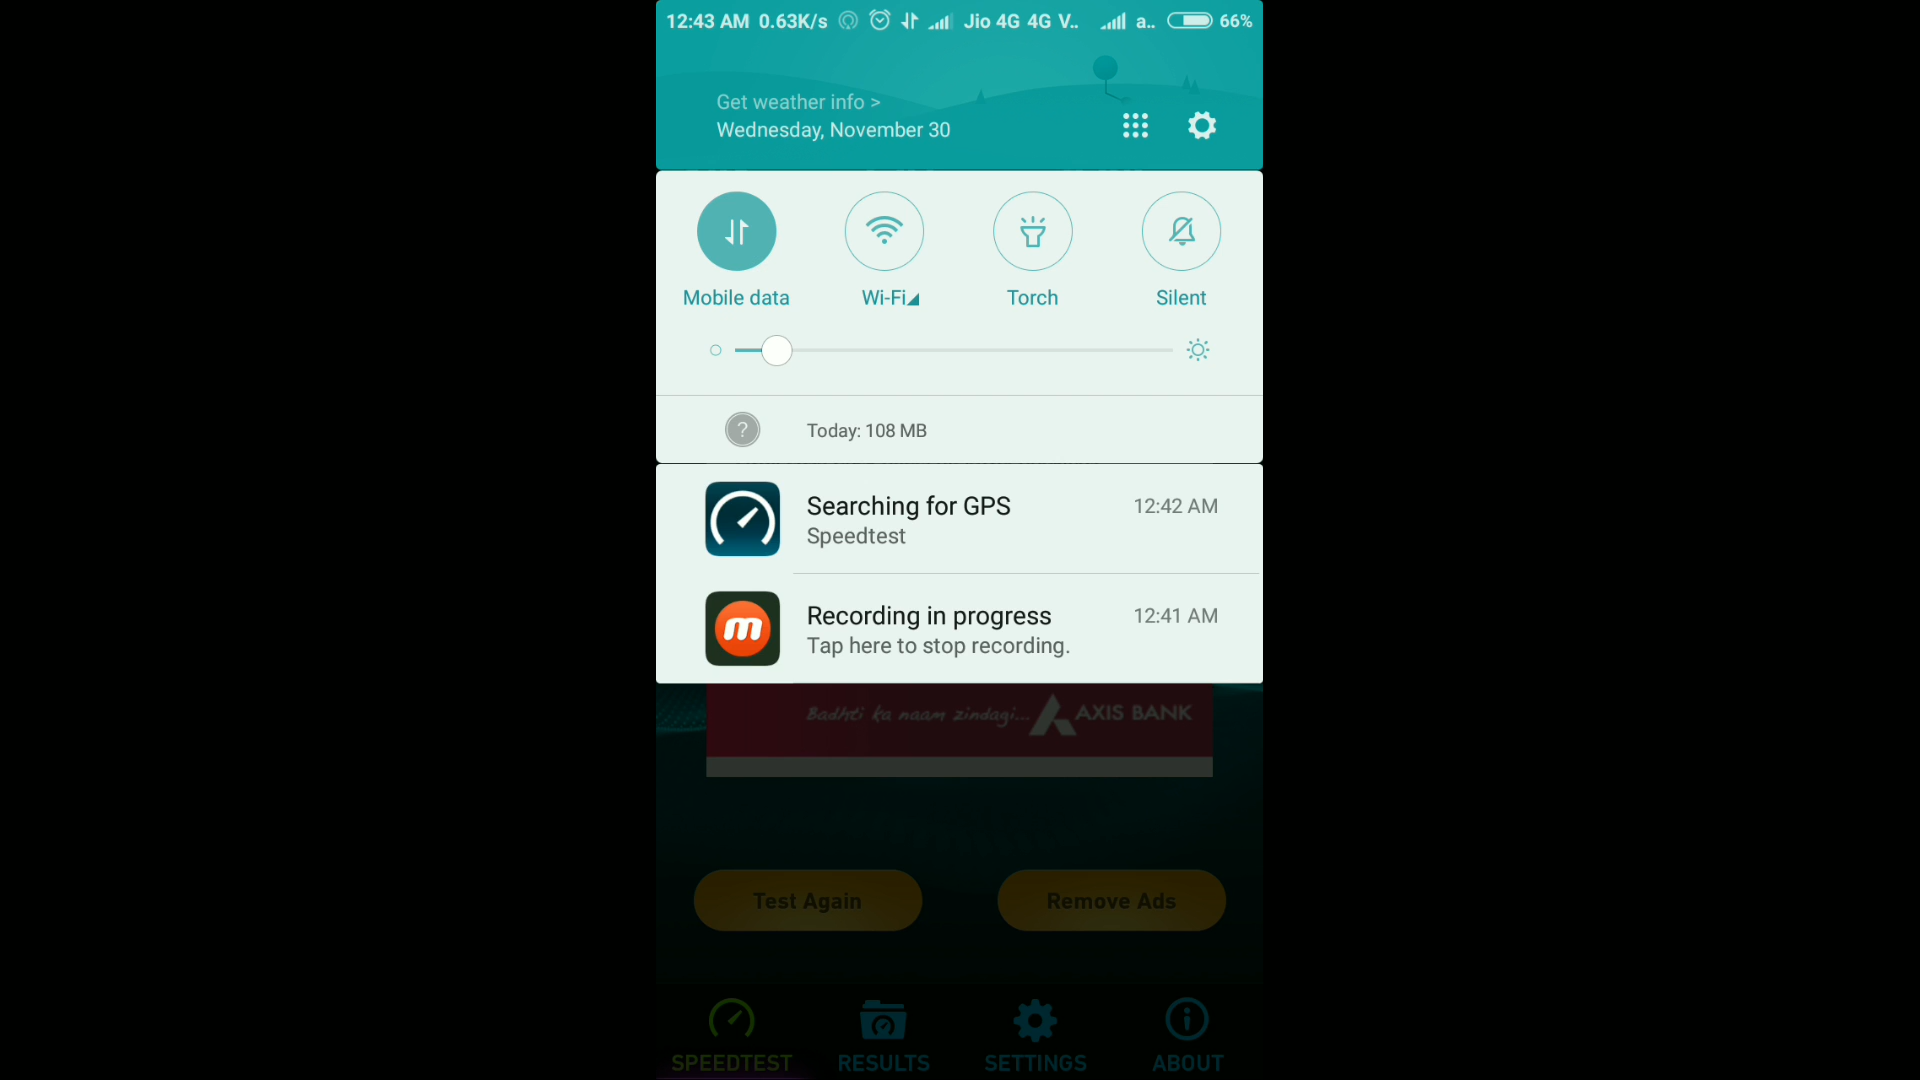 12:43 AM 0.63K/s Jio 4G 4G V.. a.. 66%
Get weather info >
Wednesday, November 30
Mobile data Wi-Fi Torch Silent
? Today: 108 MB
Searching for GPS 12:42 AM
Speedtest
m Recording in progress 12:41 AM
Tap here to stop recording.
Badhti ka naam zindagi... AXIS BANK
Test Again Remove Ads
SPEEDTEST RESULTS SETTINGS ABOUT